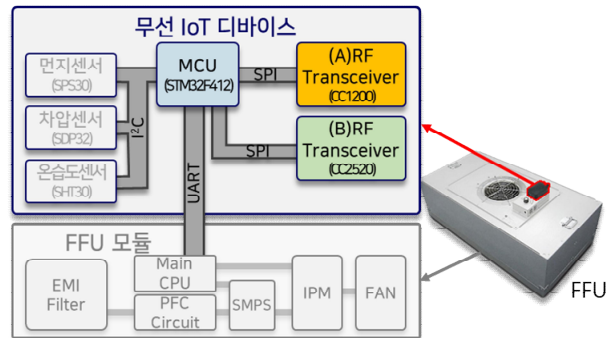 무선 IoT 디바이스
먼지센서
(SPS30)
차압센서
(SDP32)
온습도센서
(SHT30)
I²C
MCU
(STM32F412)
SPI
(A)RF
Transceiver
(CC1200)
SPI
(B)RF
Transceiver
(CC2520)
UART
FFU 모듈
EMI
Filter
Main
CPU
PFC
Circuit
SMPS
IPM
FAN
FFU